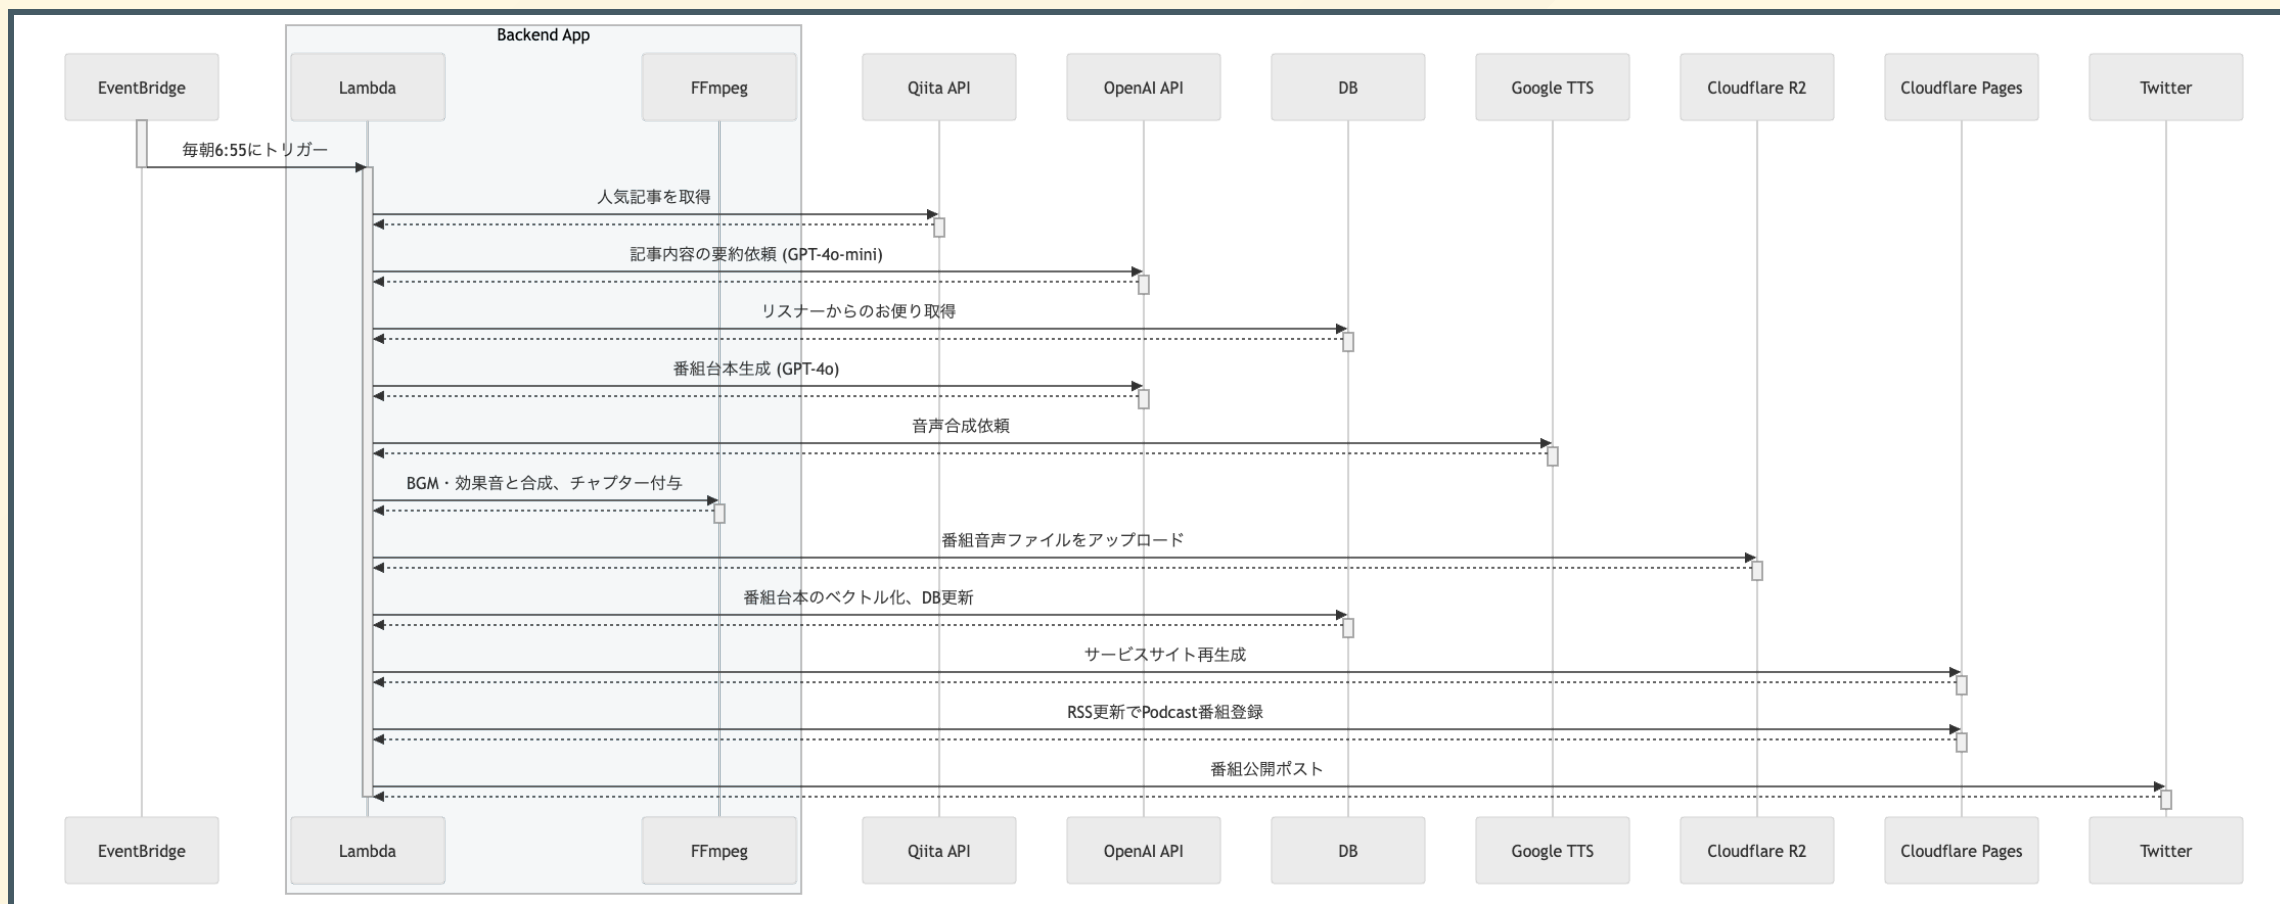 Backend App
EventBridge
Lambda
FFmpeg
Qiita API
OpenAI API
DB
Google TTS
Cloudflare R2
Cloudflare Pages
Twitter
毎朝6:55にトリガー
人気記事を取得
記事内容の要約依頼 (GPT-4o-mini)
リスナーからのお便り取得
番組台本生成 (GPT-4o)
音声合成依頼
BGM・効果音と合成、チャプター付与
番組音声ファイルをアップロード
番組台本のベクトル化、DB更新
サービスサイト再生成
RSS更新でPodcast番組登録
番組公開ポスト
EventBridge
Lambda
FFmpeg
Qiita API
OpenAI API
DB
Google TTS
Cloudflare R2
Cloudflare Pages
Twitter